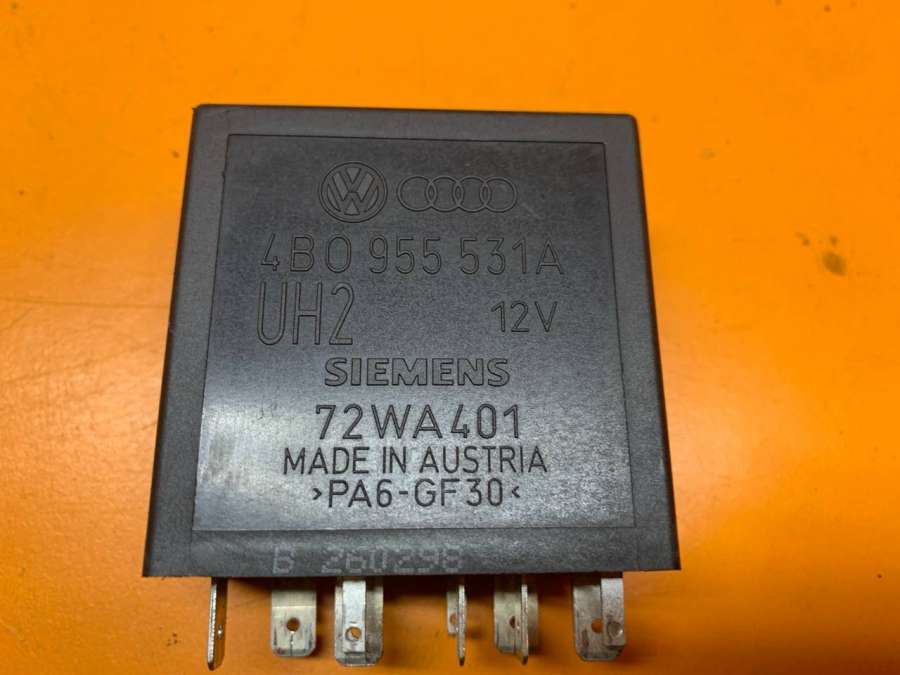 4B0 955 531A
UH2 12V
SIEMENS
72WA401
MADE IN AUSTRIA
>PA6-GF30<
6 260298